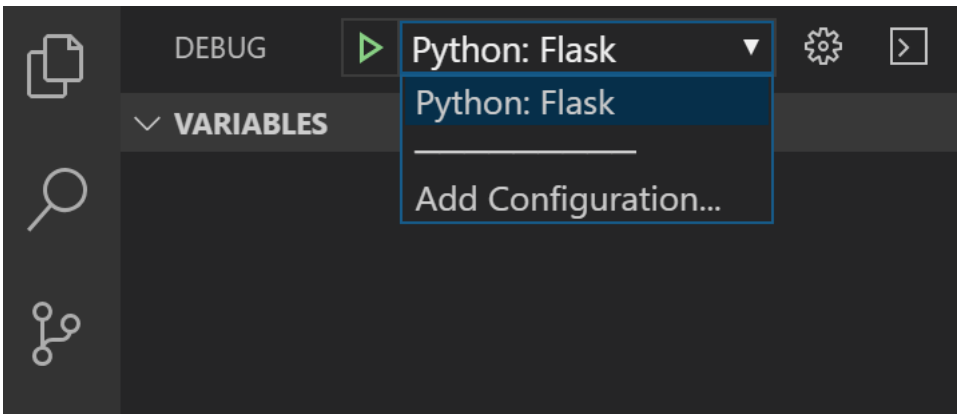 DEBUG
Python: Flask
Python: Flask
VARIABLES
Add Configuration...